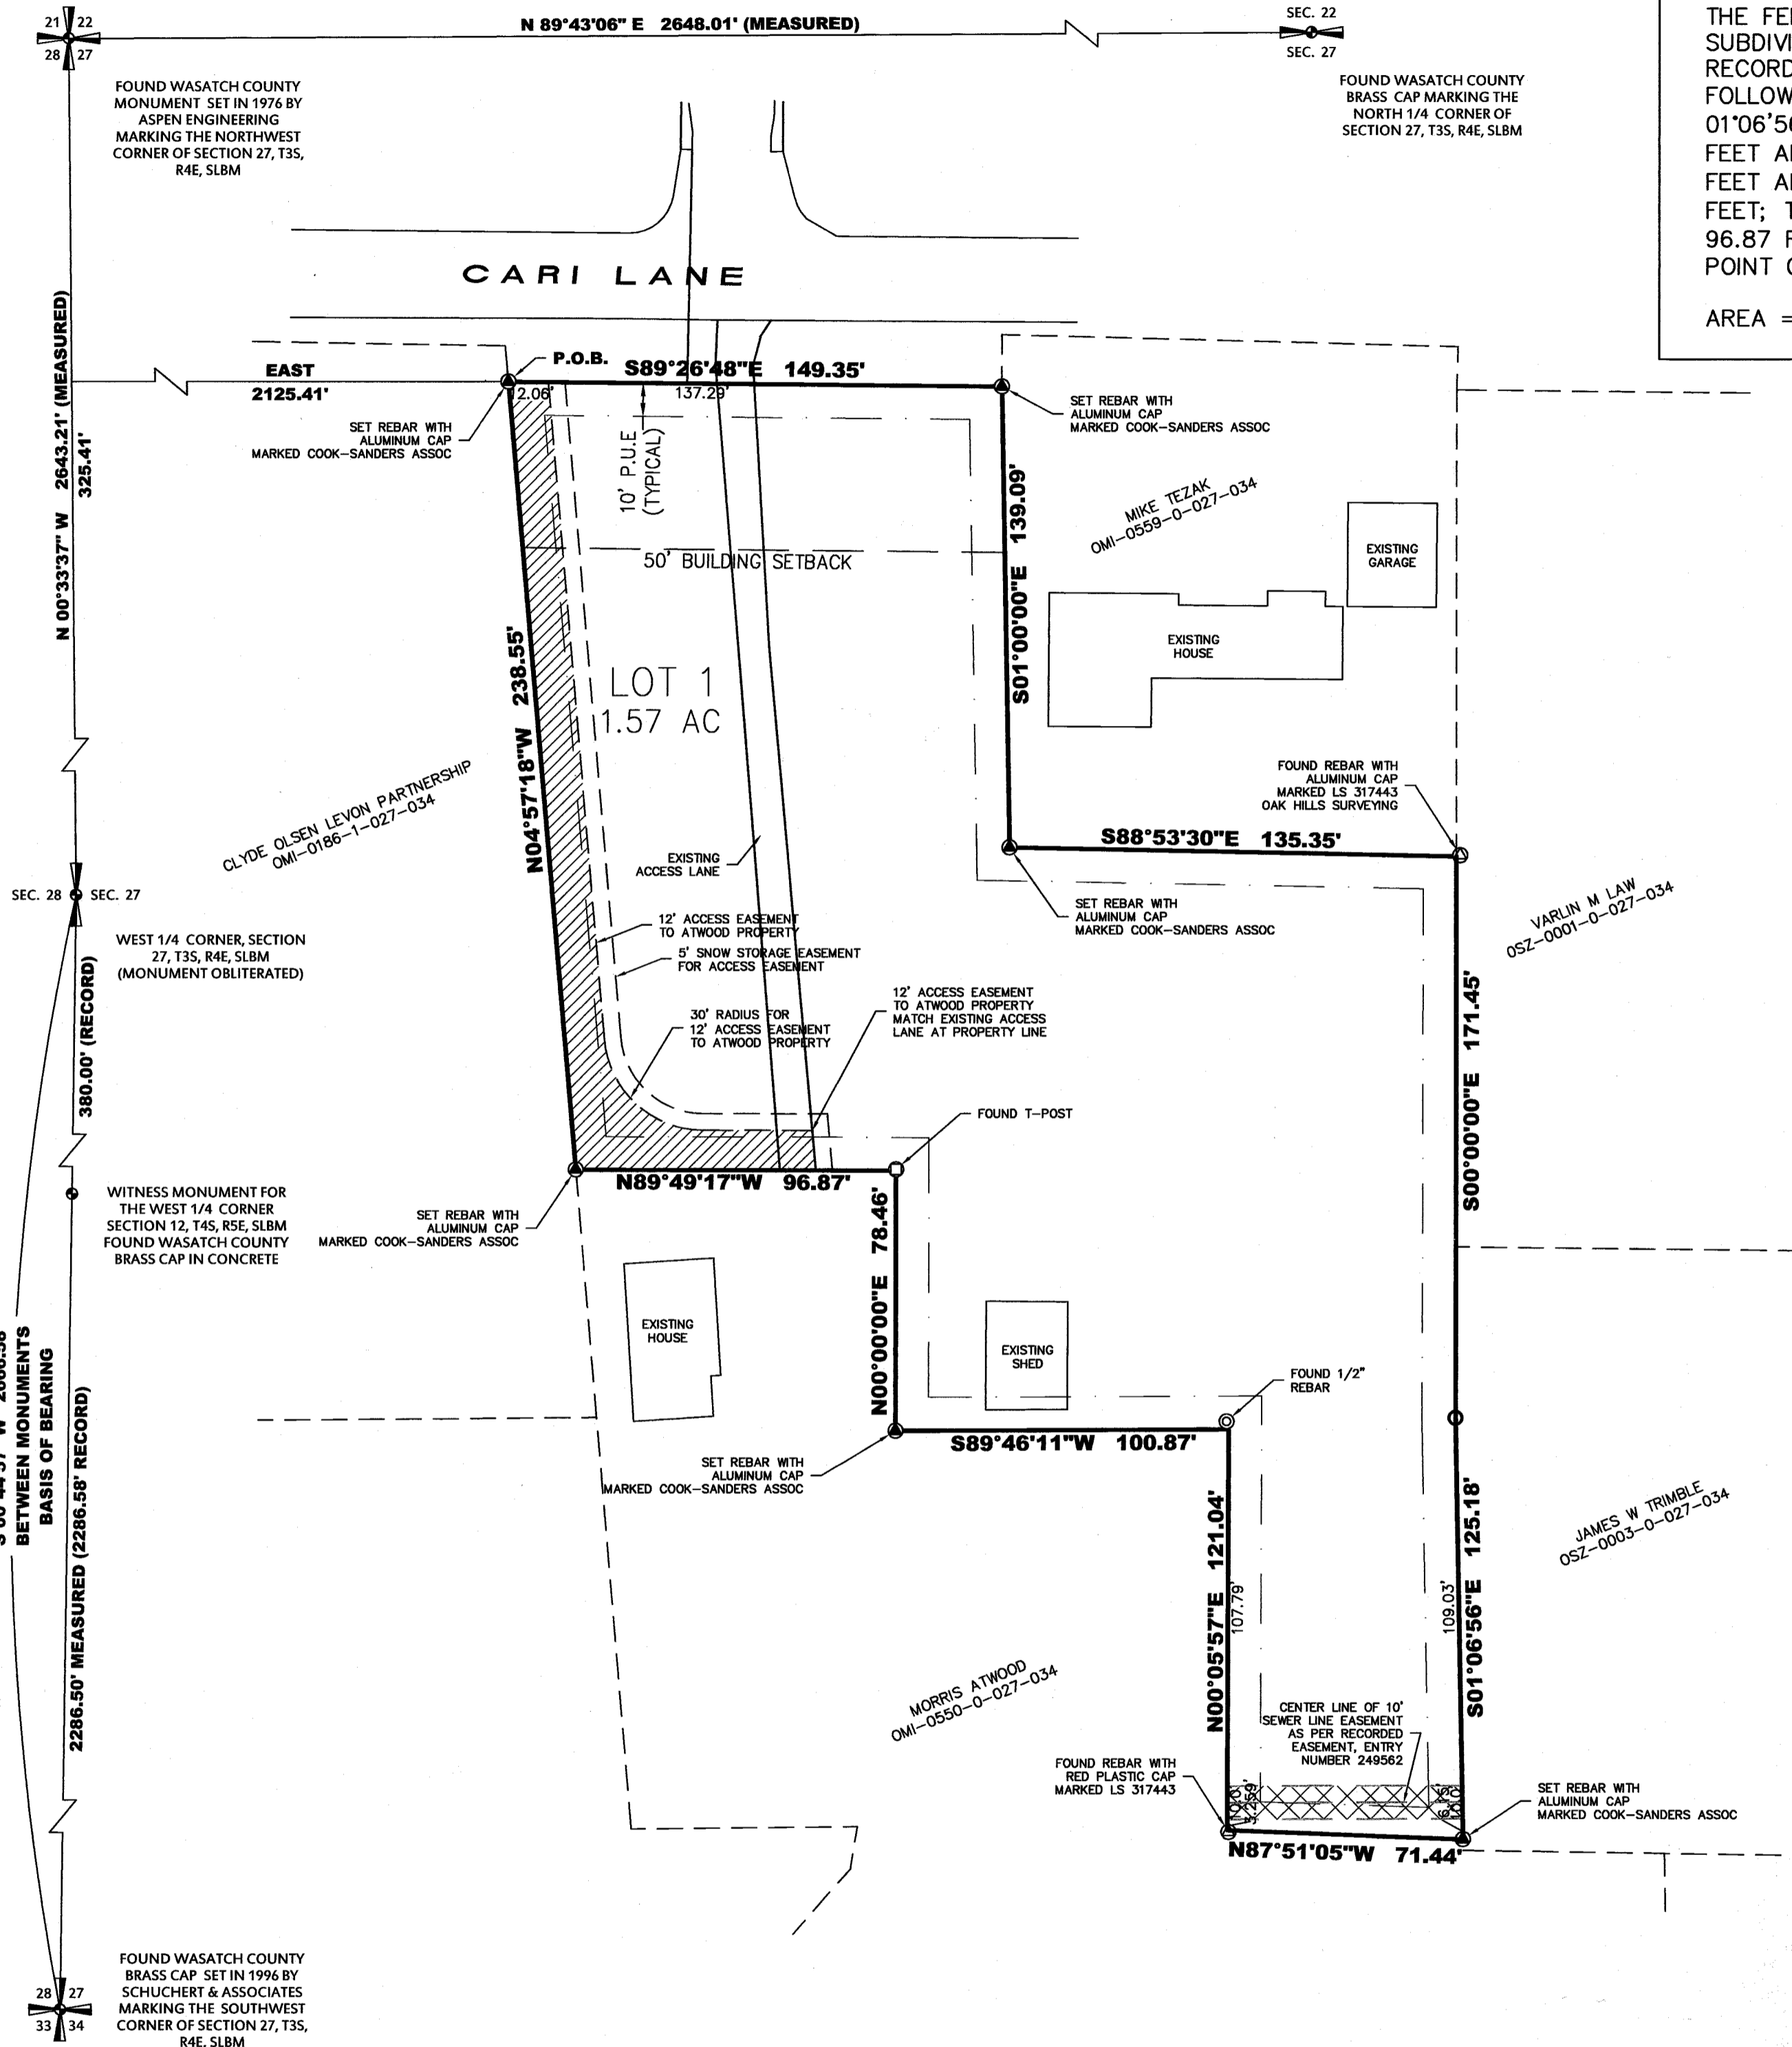 21 22
28 27
N 89°43'06" E 2648.01' (MEASURED)
SEC. 22
SEC. 27
FOUND WASATCH COUNTY
MONUMENT SET IN 1976 BY
ASPEN ENGINEERING
MARKING THE NORTHWEST
CORNER OF SECTION 27, T3S,
R4E, SLBM
FOUND WASATCH COUNTY
BRASS CAP MARKING THE
NORTH 1/4 CORNER OF
SECTION 27, T3S, R4E, SLBM
SUBDIVI
RECORD
FOLLOW
FEET
FEET
FEET;
96.87
POINT
AREA =
CARI LANE
N 00°33'37" W 2643.21' (MEASURED)
325.41'
EAST
2125.41'
P.O.B.
S89°26'48"E 149.35'
137.29'
SET REBAR WITH
ALUMINUM CAP
MARKED COOK-SANDERS ASSOC
SET REBAR WITH
ALUMINUM CAP
MARKED COOK-SANDERS ASSOC
10' P.U.E
(TYPICAL)
50' BUILDING SETBACK
S01°00'00"E 139.09'
MIKE TEZAK
OMI-0559-0-027-034
EXISTING
GARAGE
EXISTING
HOUSE
LOT 1
1.57 AC
N04°57'18"W 238.55'
CLYDE OLSEN LEVON PARTNERSHIP
OMI-0186-1-027-034
FOUND REBAR WITH
ALUMINUM CAP
MARKED LS 317443
OAK HILLS SURVEYING
S88°53'30"E 135.35'
EXISTING
ACCESS LANE
SET REBAR WITH
ALUMINUM CAP
MARKED COOK-SANDERS ASSOC
VARLIN M LAW
OSZ-0001-0-027-034
SEC. 28 SEC. 27
WEST 1/4 CORNER, SECTION
27, T3S, R4E, SLBM
(MONUMENT OBLITERATED)
12' ACCESS EASEMENT
TO ATWOOD PROPERTY
5' SNOW STORAGE EASEMENT
FOR ACCESS EASEMENT
30' RADIUS FOR
12' ACCESS EASEMENT
TO ATWOOD PROPERTY
12' ACCESS EASEMENT
TO ATWOOD PROPERTY
MATCH EXISTING ACCESS
LANE AT PROPERTY LINE
380.00' (RECORD)
S00°00'00"E 171.45'
FOUND T-POST
N89°49'17"W 96.87'
WITNESS MONUMENT FOR
THE WEST 1/4 CORNER
SECTION 12, T4S, R5E, SLBM
FOUND WASATCH COUNTY
BRASS CAP IN CONCRETE
SET REBAR WITH
ALUMINUM CAP
MARKED COOK-SANDERS ASSOC
N00°00'00"E 78.46'
EXISTING
HOUSE
EXISTING
SHED
FOUND 1/2"
REBAR
BETWEEN MONUMENTS
BASIS OF BEARING
2286.50' MEASURED (2286.58' RECORD)
S89°46'11"W 100.87'
SET REBAR WITH
ALUMINUM CAP
MARKED COOK-SANDERS ASSOC
N00°05'57"E 121.04'
107.79'
109.03'
S01°06'56"E 125.18'
JAMES W TRIMBLE
OSZ-0003-0-027-034
MORRIS ATWOOD
OMI-0550-0-027-034
CENTER LINE OF 10'
SEWER LINE EASEMENT
AS PER RECORDED
EASEMENT, ENTRY
NUMBER 249562
FOUND REBAR WITH
RED PLASTIC CAP
MARKED LS 317443
SET REBAR WITH
ALUMINUM CAP
MARKED COOK-SANDERS ASSOC
N87°51'05"W 71.44'
FOUND WASATCH COUNTY
BRASS CAP SET IN 1996 BY
SCHUCHERT & ASSOCIATES
MARKING THE SOUTHWEST
CORNER OF SECTION 27, T3S,
R4E, SLBM
28 27
33 34